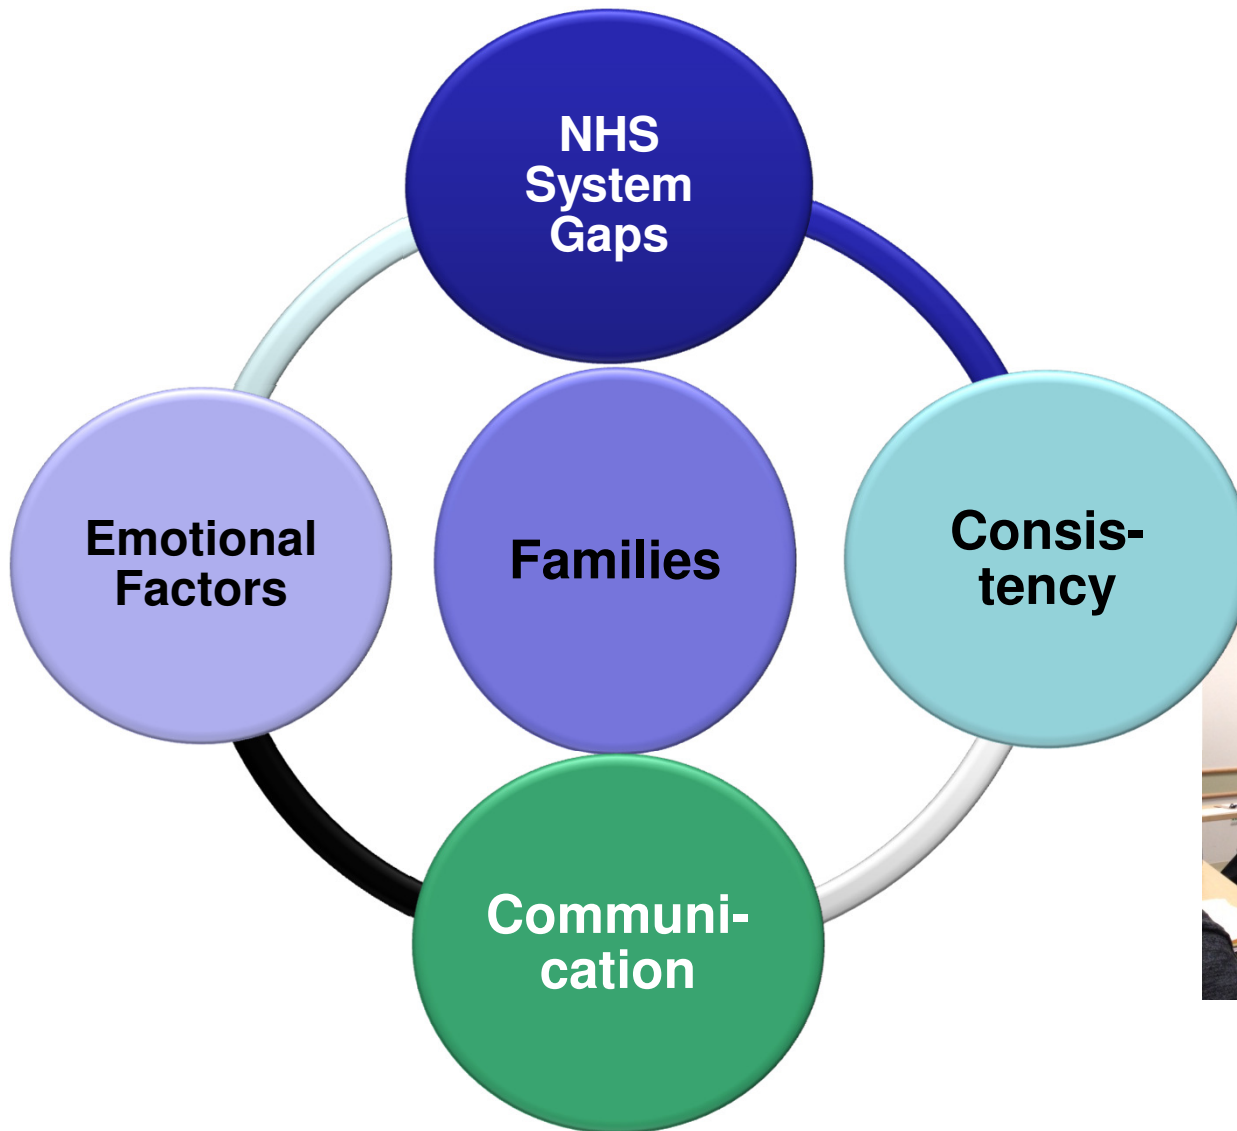 NHS
System
Gaps
Emotional
Factors
Families
Consis-
tency
Communi-
cation